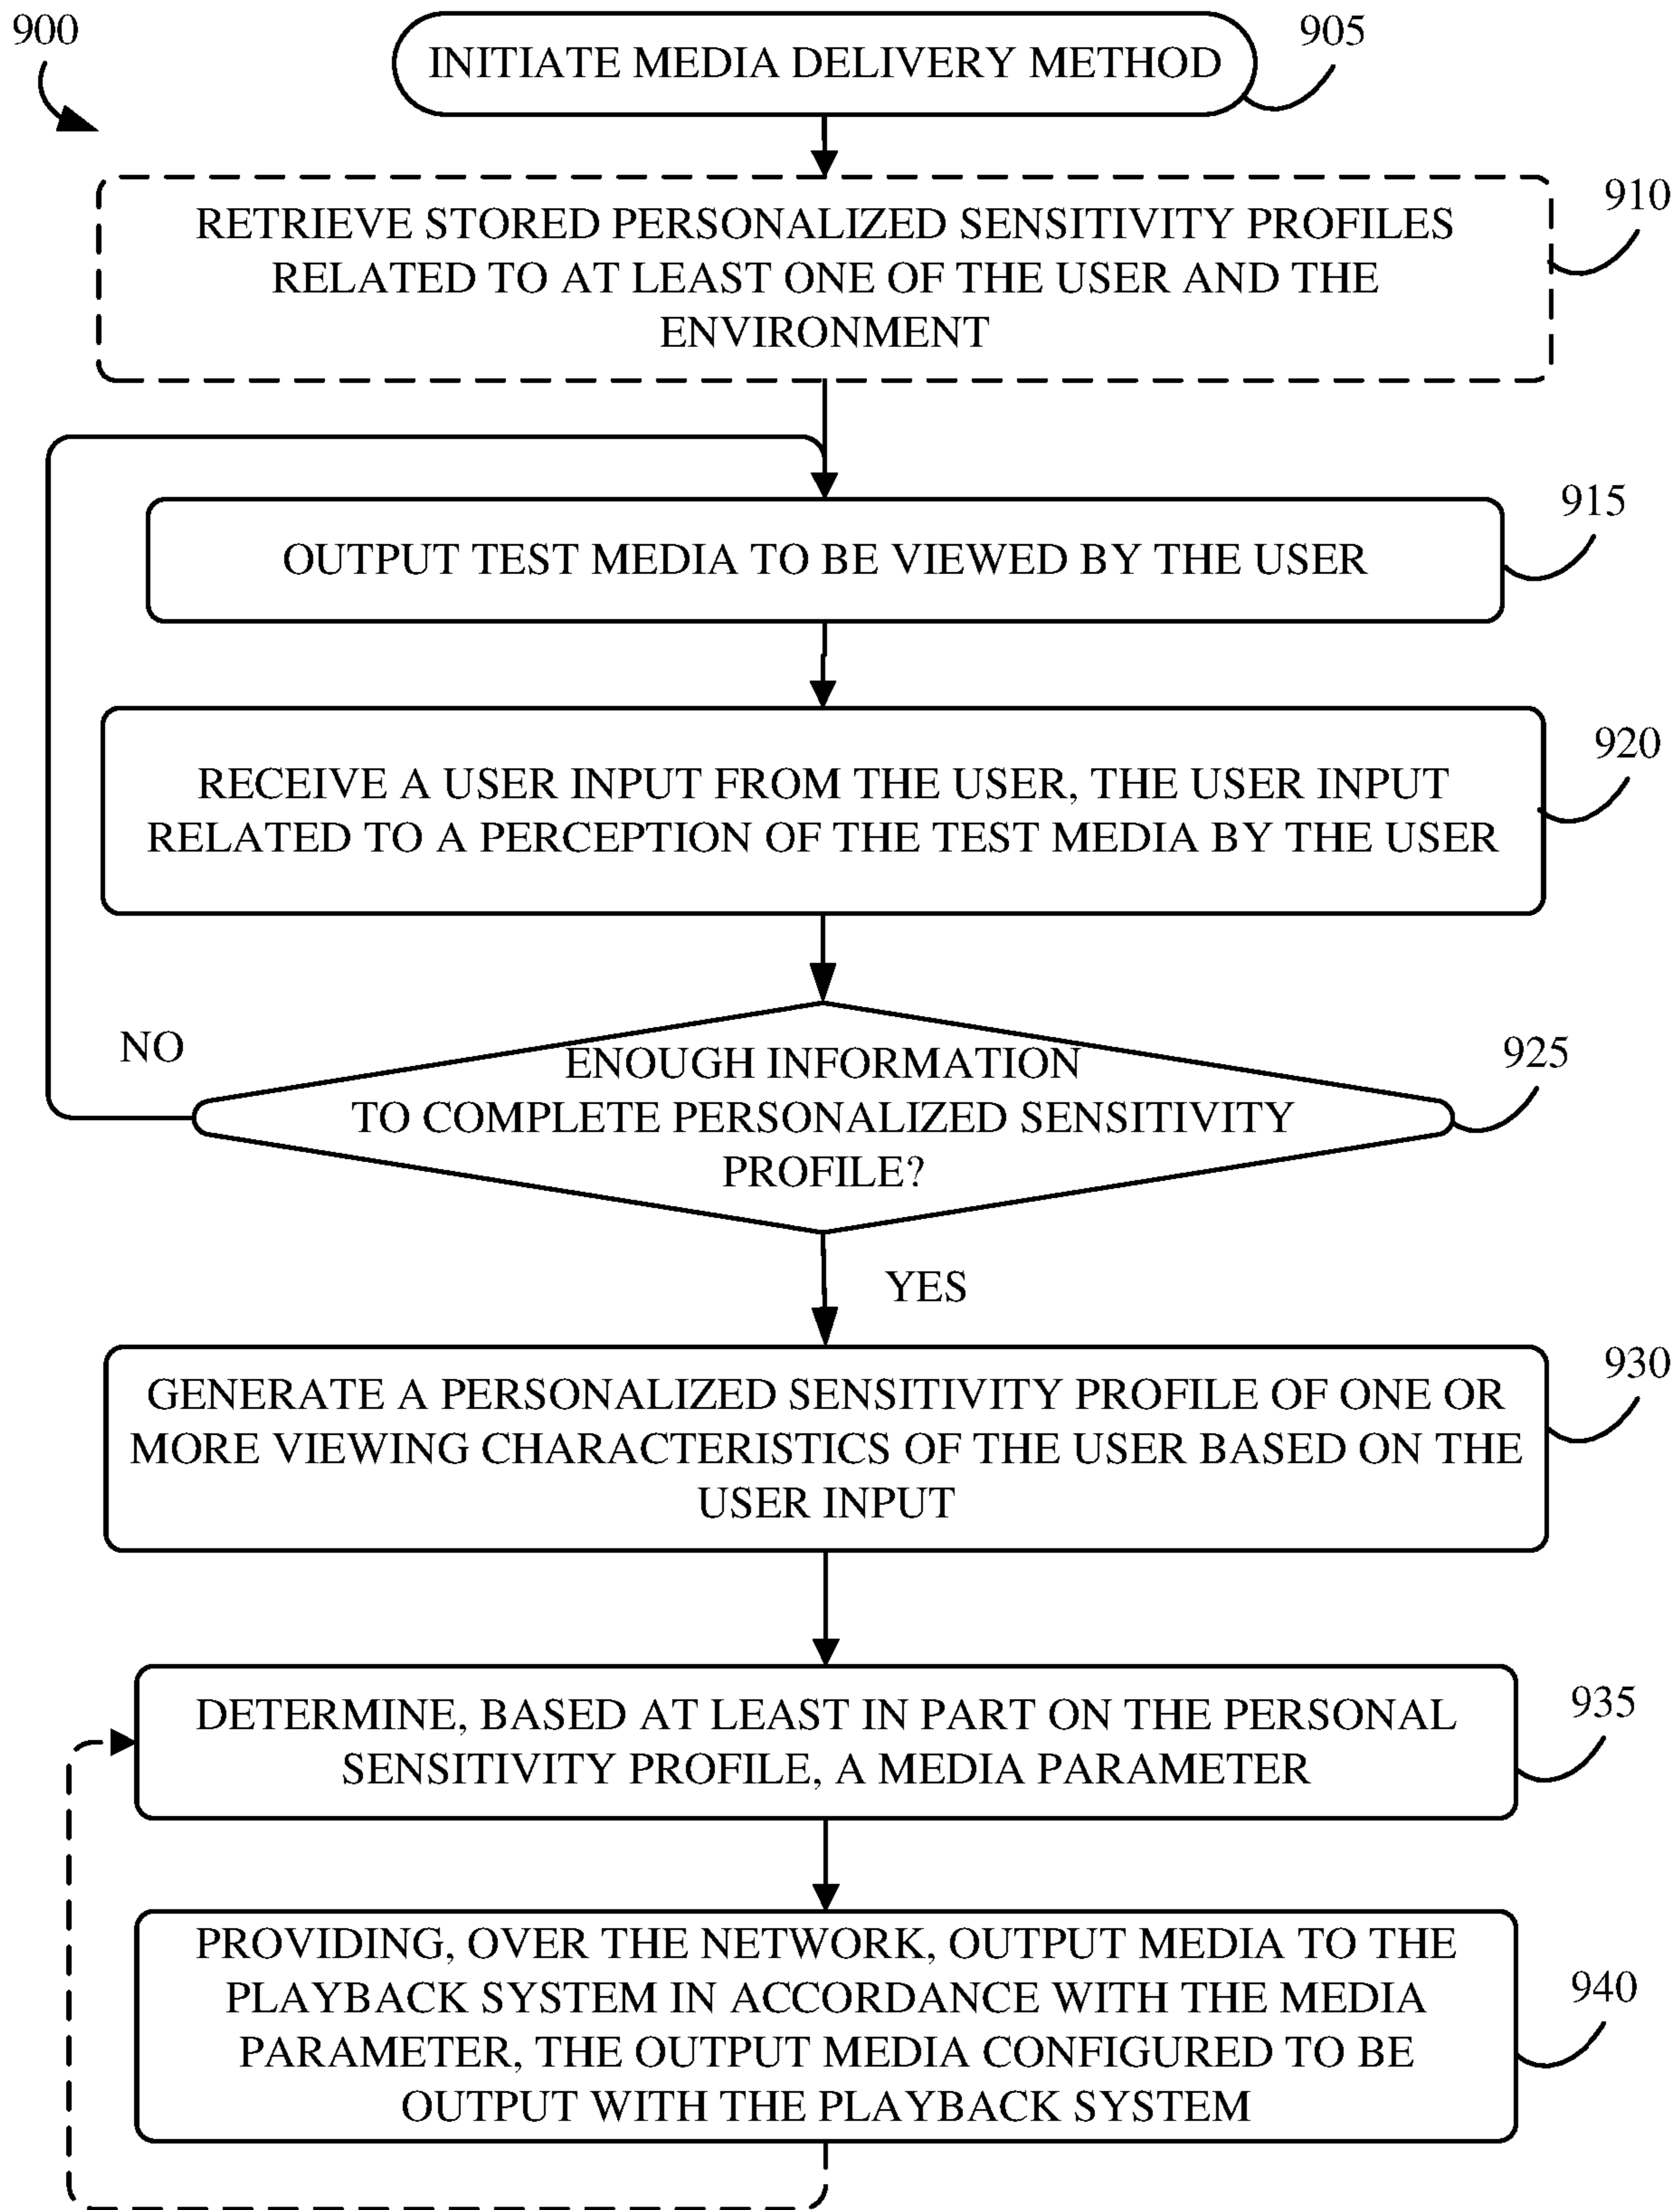 900
INITIATE MEDIA DELIVERY METHOD
905
RETRIEVE STORED PERSONALIZED SENSITIVITY PROFILES
RELATED TO AT LEAST ONE OF THE USER AND THE
ENVIRONMENT
910
OUTPUT TEST MEDIA TO BE VIEWED BY THE USER
915
RECEIVE A USER INPUT FROM THE USER, THE USER INPUT
RELATED TO A PERCEPTION OF THE TEST MEDIA BY THE USER
920
NO
ENOUGH INFORMATION
TO COMPLETE PERSONALIZED SENSITIVITY
PROFILE?
925
YES
GENERATE A PERSONALIZED SENSITIVITY PROFILE OF ONE OR
MORE VIEWING CHARACTERISTICS OF THE USER BASED ON THE
USER INPUT
930
DETERMINE, BASED AT LEAST IN PART ON THE PERSONAL
SENSITIVITY PROFILE, A MEDIA PARAMETER
935
PROVIDING, OVER THE NETWORK, OUTPUT MEDIA TO THE
PLAYBACK SYSTEM IN ACCORDANCE WITH THE MEDIA
PARAMETER, THE OUTPUT MEDIA CONFIGURED TO BE
OUTPUT WITH THE PLAYBACK SYSTEM
940